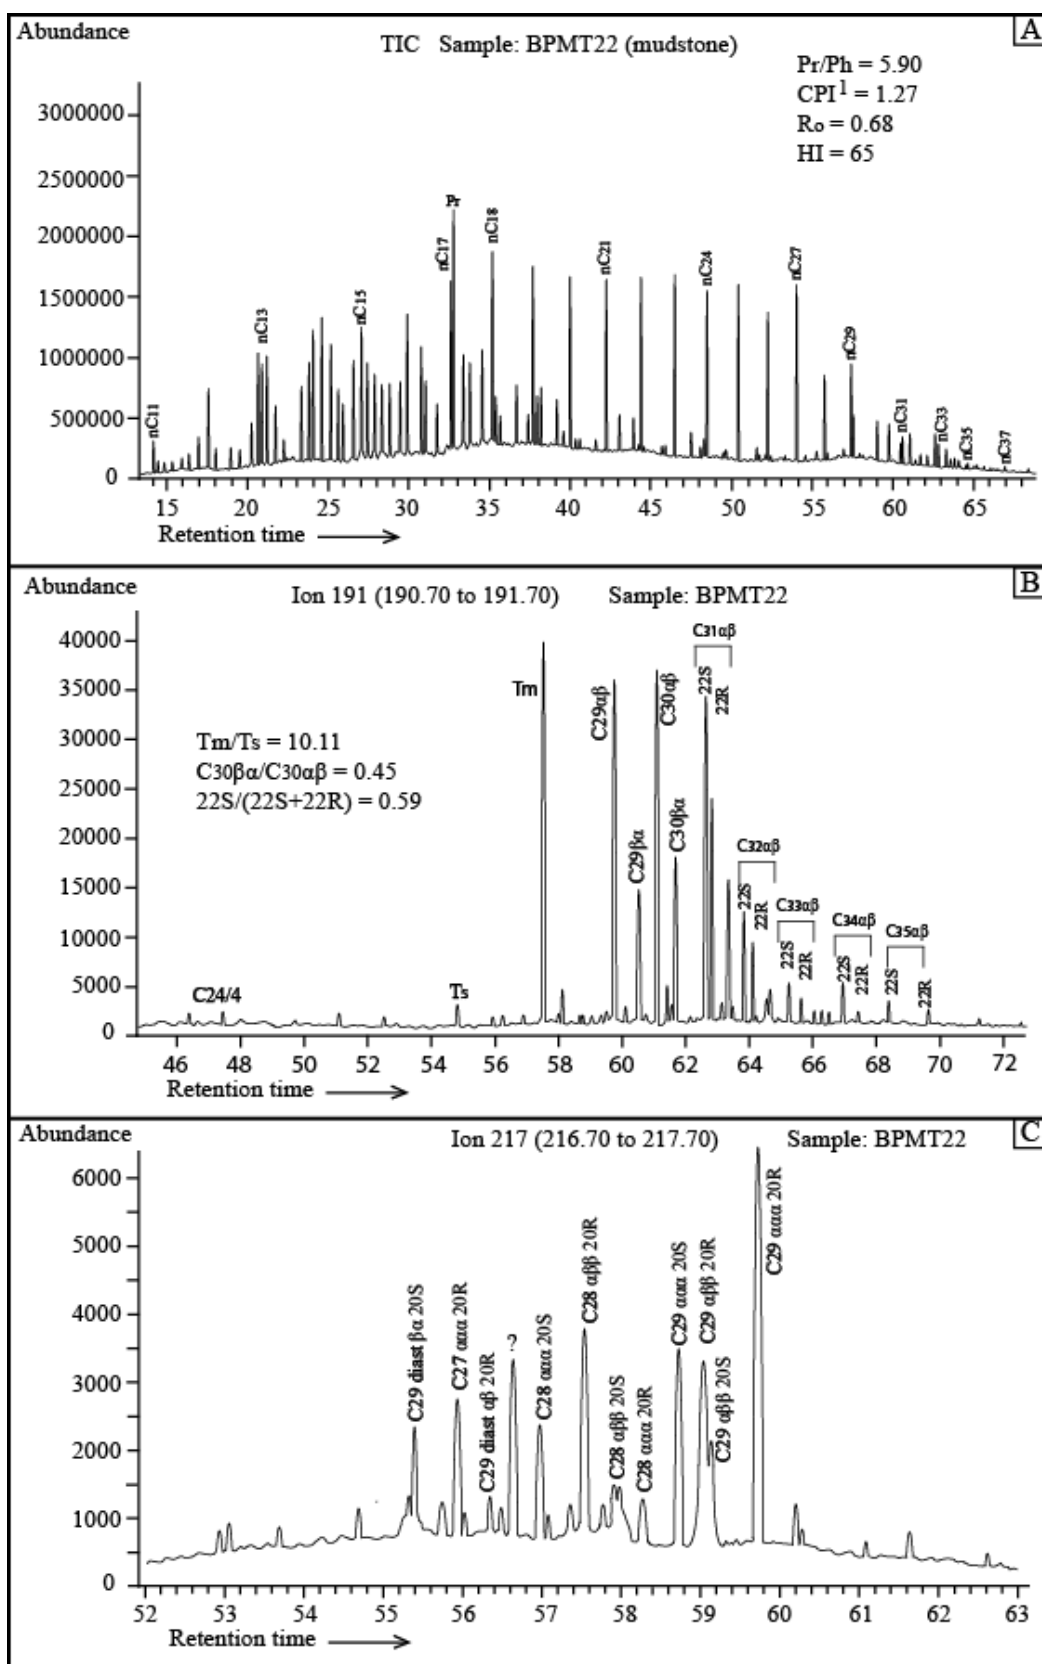 Abundance
A
TIC Sample: BPMT22 (mudstone)
Pr/Ph = 5.90
CPI¹ = 1.27
Ro = 0.68
HI = 65
3000000
2500000
2000000
1500000
1000000
500000
0
nC11
nC13
nC15
nC17
Pr
nC18
nC21
nC24
nC27
nC29
nC31
nC33
nC35
nC37
15 20 25 30 35 40 45 50 55 60 65
Retention time
Abundance
B
Ion 191 (190.70 to 191.70) Sample: BPMT22
40000
35000
30000
25000
20000
15000
10000
5000
0
Tm/Ts = 10.11
C30βα/C30αβ = 0.45
22S/(22S+22R) = 0.59
C24/4
Ts
Tm
C29αβ
C29βα
C30αβ
C30βα
C31αβ
22S
22R
C32αβ
22S
22R
C33αβ
22S
22R
C34αβ
22S
22R
C35αβ
22S
22R
46 48 50 52 54 56 58 60 62 64 66 68 70 72
Retention time
Abundance
C
Ion 217 (216.70 to 217.70) Sample: BPMT22
6000
5000
4000
3000
2000
1000
0
C29 diast βα 20S
C27 ααα 20R
C29 diast αβ 20R
?
C28 ααα 20S
C28 αββ 20R
C28 αββ 20S
C28 ααα 20R
C29 ααα 20S
C29 αββ 20R
C29 αββ 20S
C29 ααα 20R
52 53 54 55 56 57 58 59 60 61 62 63
Retention time